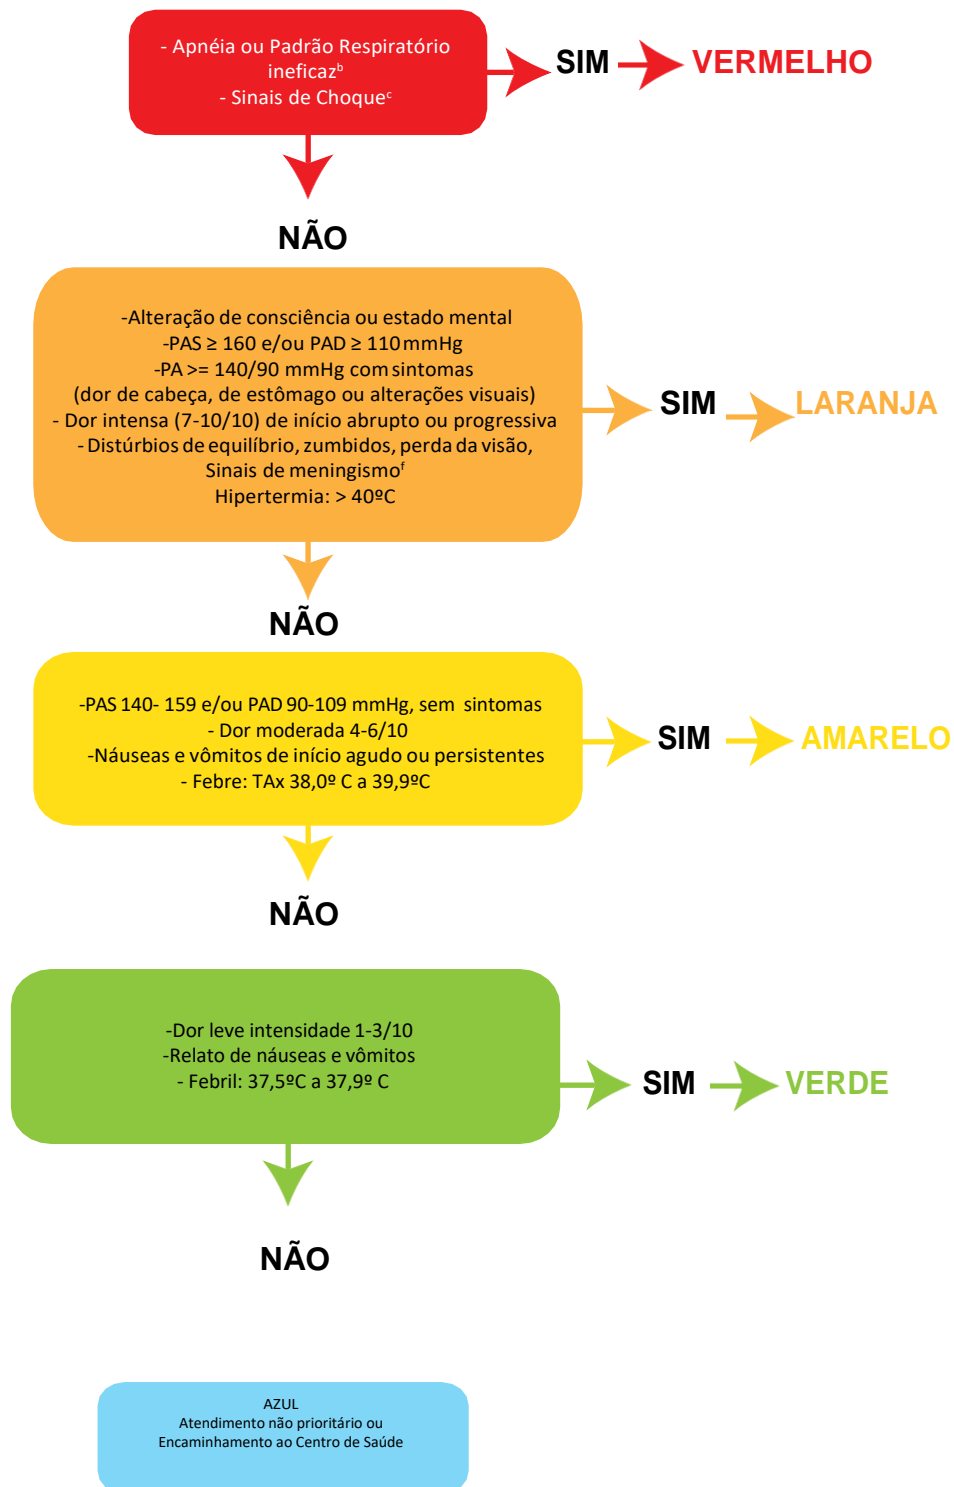 - Apnéia ou Padrão Respiratório
ineficazᵇ
- Sinais de Choqueᶜ
SIM
VERMELHO
NÃO
-Alteração de consciência ou estado mental
-PAS ≥ 160 e/ou PAD ≥ 110 mmHg
-PA >= 140/90 mmHg com sintomas
(dor de cabeça, de estômago ou alterações visuais)
- Dor intensa (7-10/10) de início abrupto ou progressiva
- Distúrbios de equilíbrio, zumbidos, perda da visão,
Sinais de meningismoᶠ
Hipertermia: > 40ºC
SIM
LARANJA
NÃO
-PAS 140- 159 e/ou PAD 90-109 mmHg, sem sintomas
- Dor moderada 4-6/10
-Náuseas e vômitos de início agudo ou persistentes
- Febre: TAx 38,0º C a 39,9ºC
SIM
AMARELO
NÃO
-Dor leve intensidade 1-3/10
-Relato de náuseas e vômitos
- Febril: 37,5ºC a 37,9º C
SIM
VERDE
NÃO
AZUL
Atendimento não prioritário ou
Encaminhamento ao Centro de Saúde